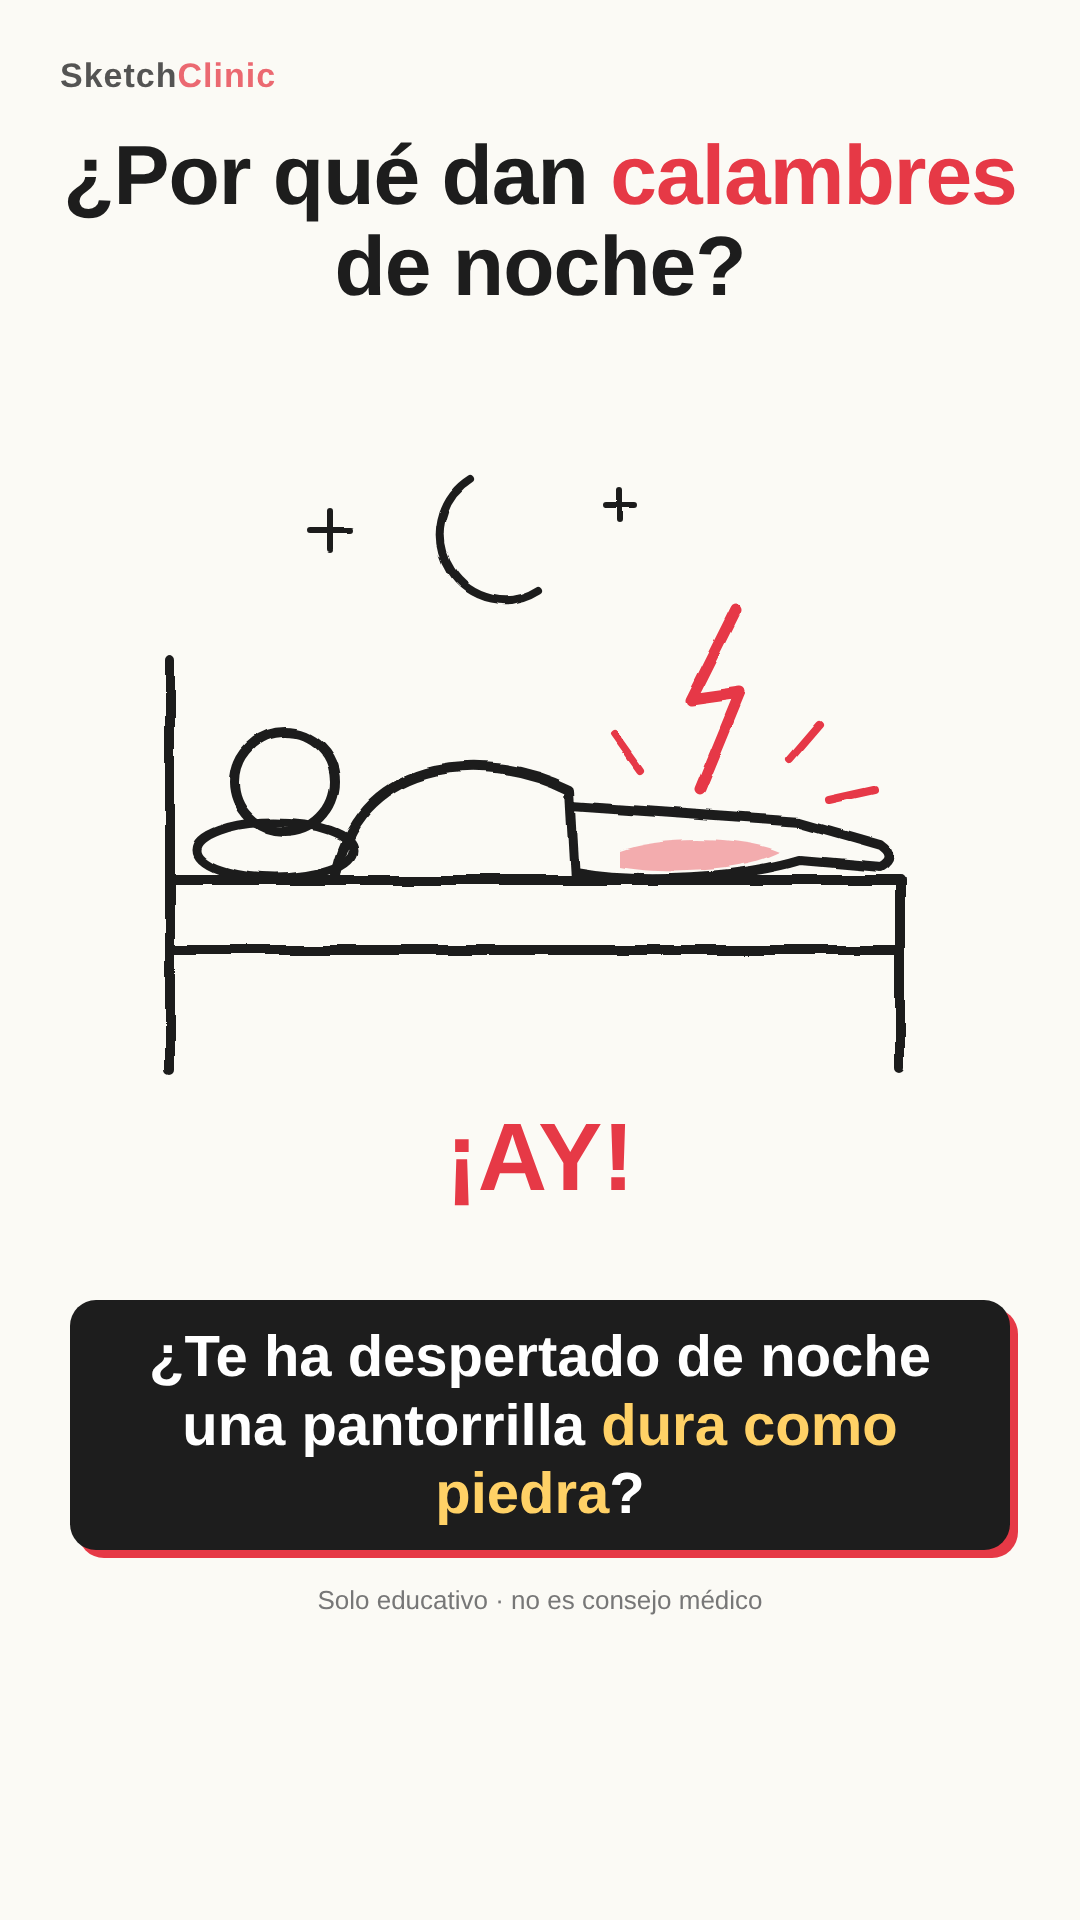 SketchClinic
¿Por qué dan calambres
de noche?
¡AY!
¿Te ha despertado de noche
una pantorrilla dura como
piedra?
Solo educativo · no es consejo médico